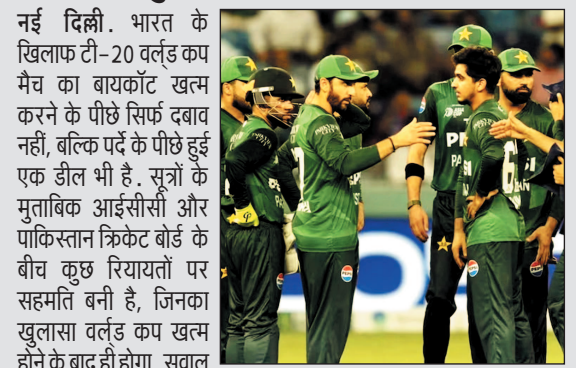 नई दिल्ली. भारत के
खिलाफ टी-20 वर्ल्ड कप
मैच का बायकॉट खत्म
करने के पीछे सिर्फ दबाव
नहीं, बल्कि पर्दे के पीछे हुई
एक डील भी है. सूत्रों के
मुताबिक आईसीसी और
पाकिस्तान क्रिकेट बोर्ड के
बीच कुछ रियायतों पर
सहमति बनी है, जिनका
खुलासा वर्ल्ड कप खत्म
होने के बाद ही होगा. सवाल